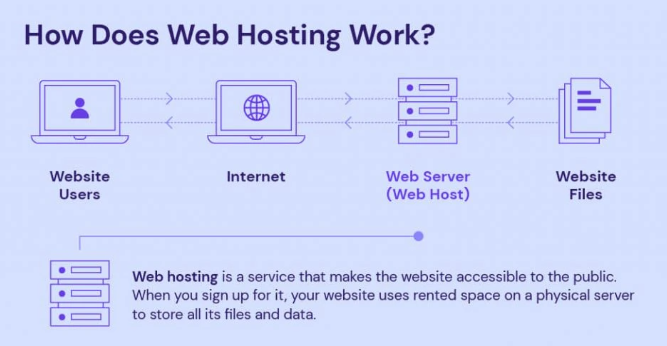 How Does Web Hosting Work?
Website
Users
Internet
Web Server
(Web Host)
Website
Files
Web hosting is a service that makes the website accessible to the public.
When you sign up for it, your website uses rented space on a physical server
to store all its files and data.